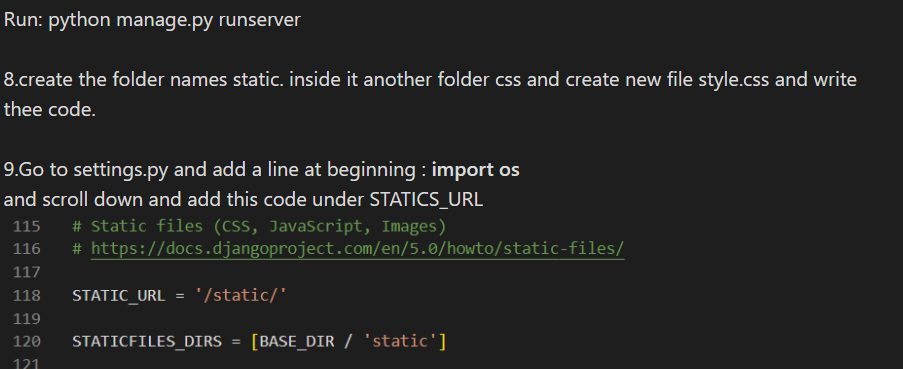 Run: python manage.py runserver
8.create the folder names static. inside it another folder css and create new file style.css and write
thee code.
9.Go to settings.py and add a line at beginning : import os
and scroll down and add this code under STATICS_URL
115 # Static files (CSS, JavaScript, Images)
116 # https://docs.djangoproject.com/en/5.0/howto/static-files/
117
118 STATIC_URL = '/static/'
119
120 STATICFILES_DIRS = [BASE_DIR / 'static']
121